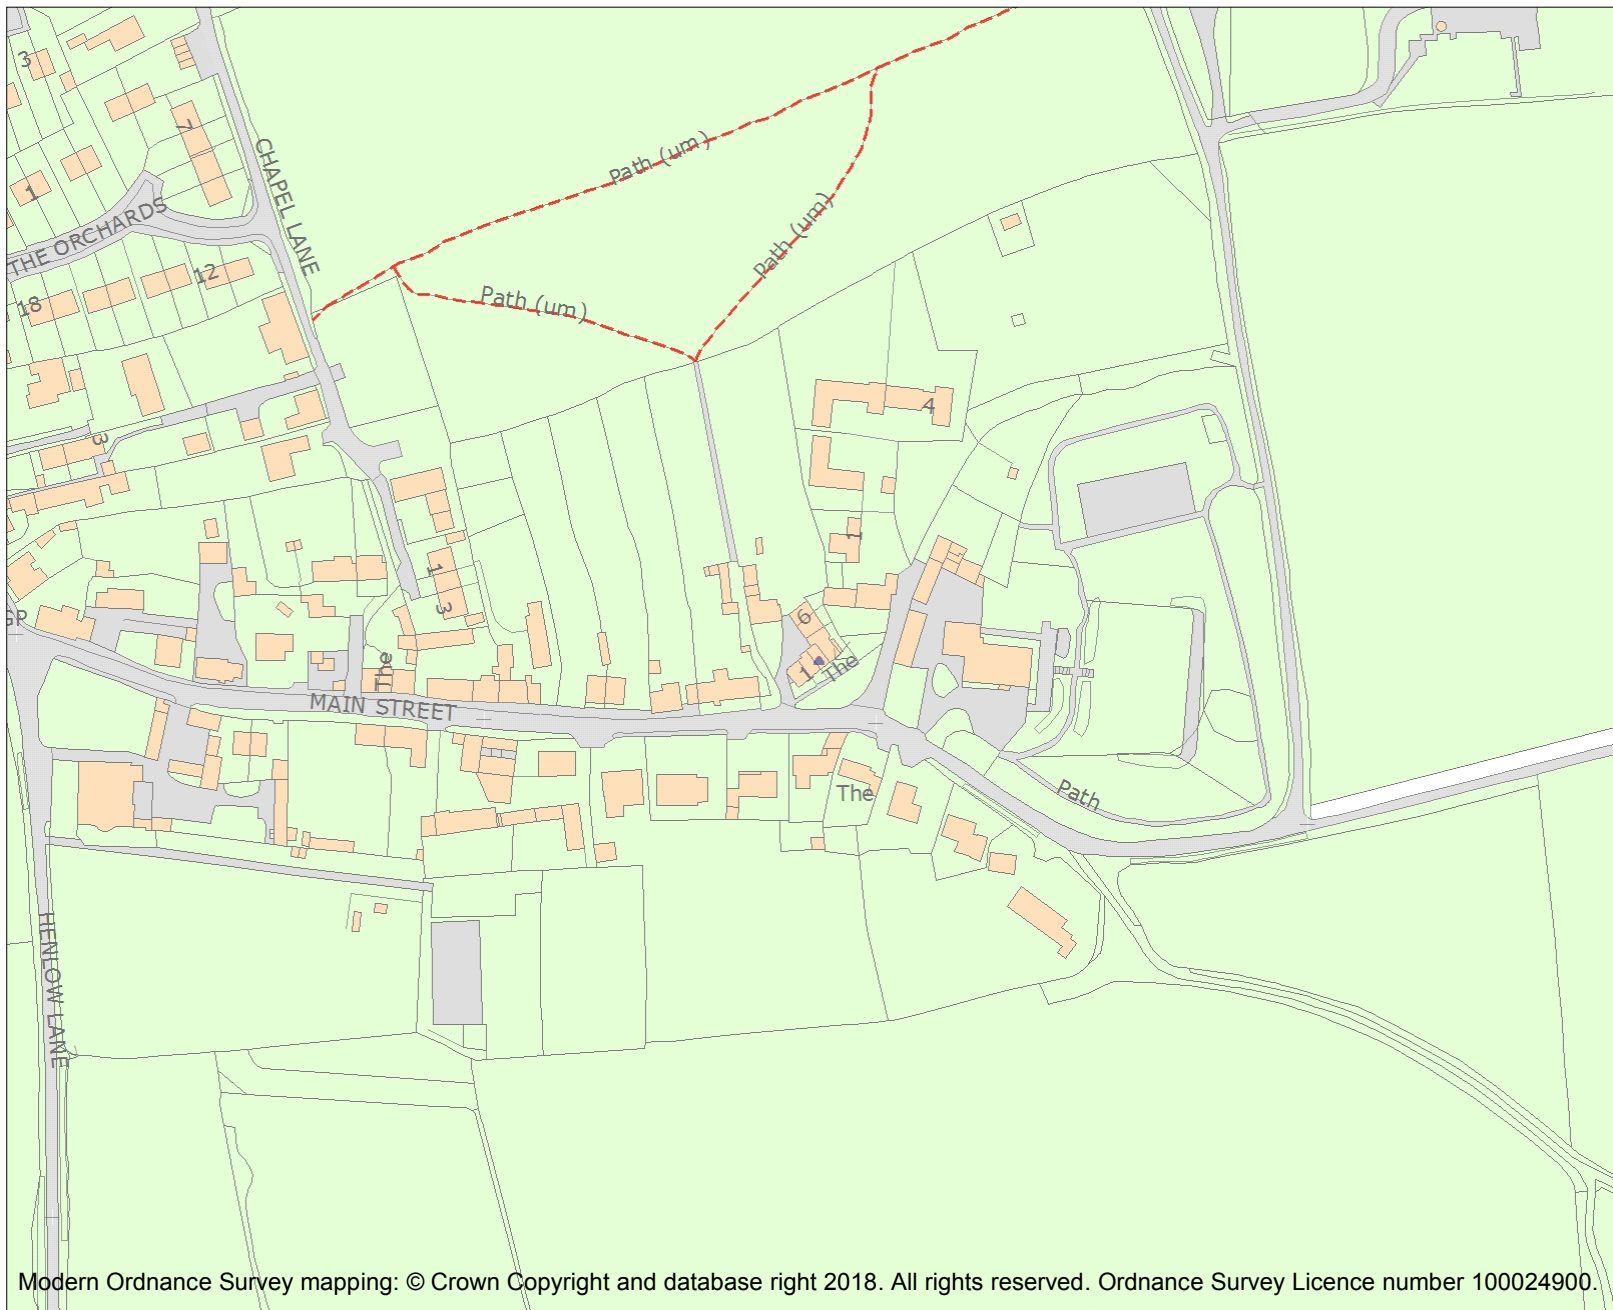 3
7
CHAPEL LANE
Path (um)
1
Path (um)
THE ORCHARDS
12
18
Path (um)
4
3
1
1
3
GP
6
The
1
The
MAIN STREET
The
Path
HENLOW LANE
Modern Ordnance Survey mapping: © Crown Copyright and database right 2018. All rights reserved. Ordnance Survey Licence number 100024900.